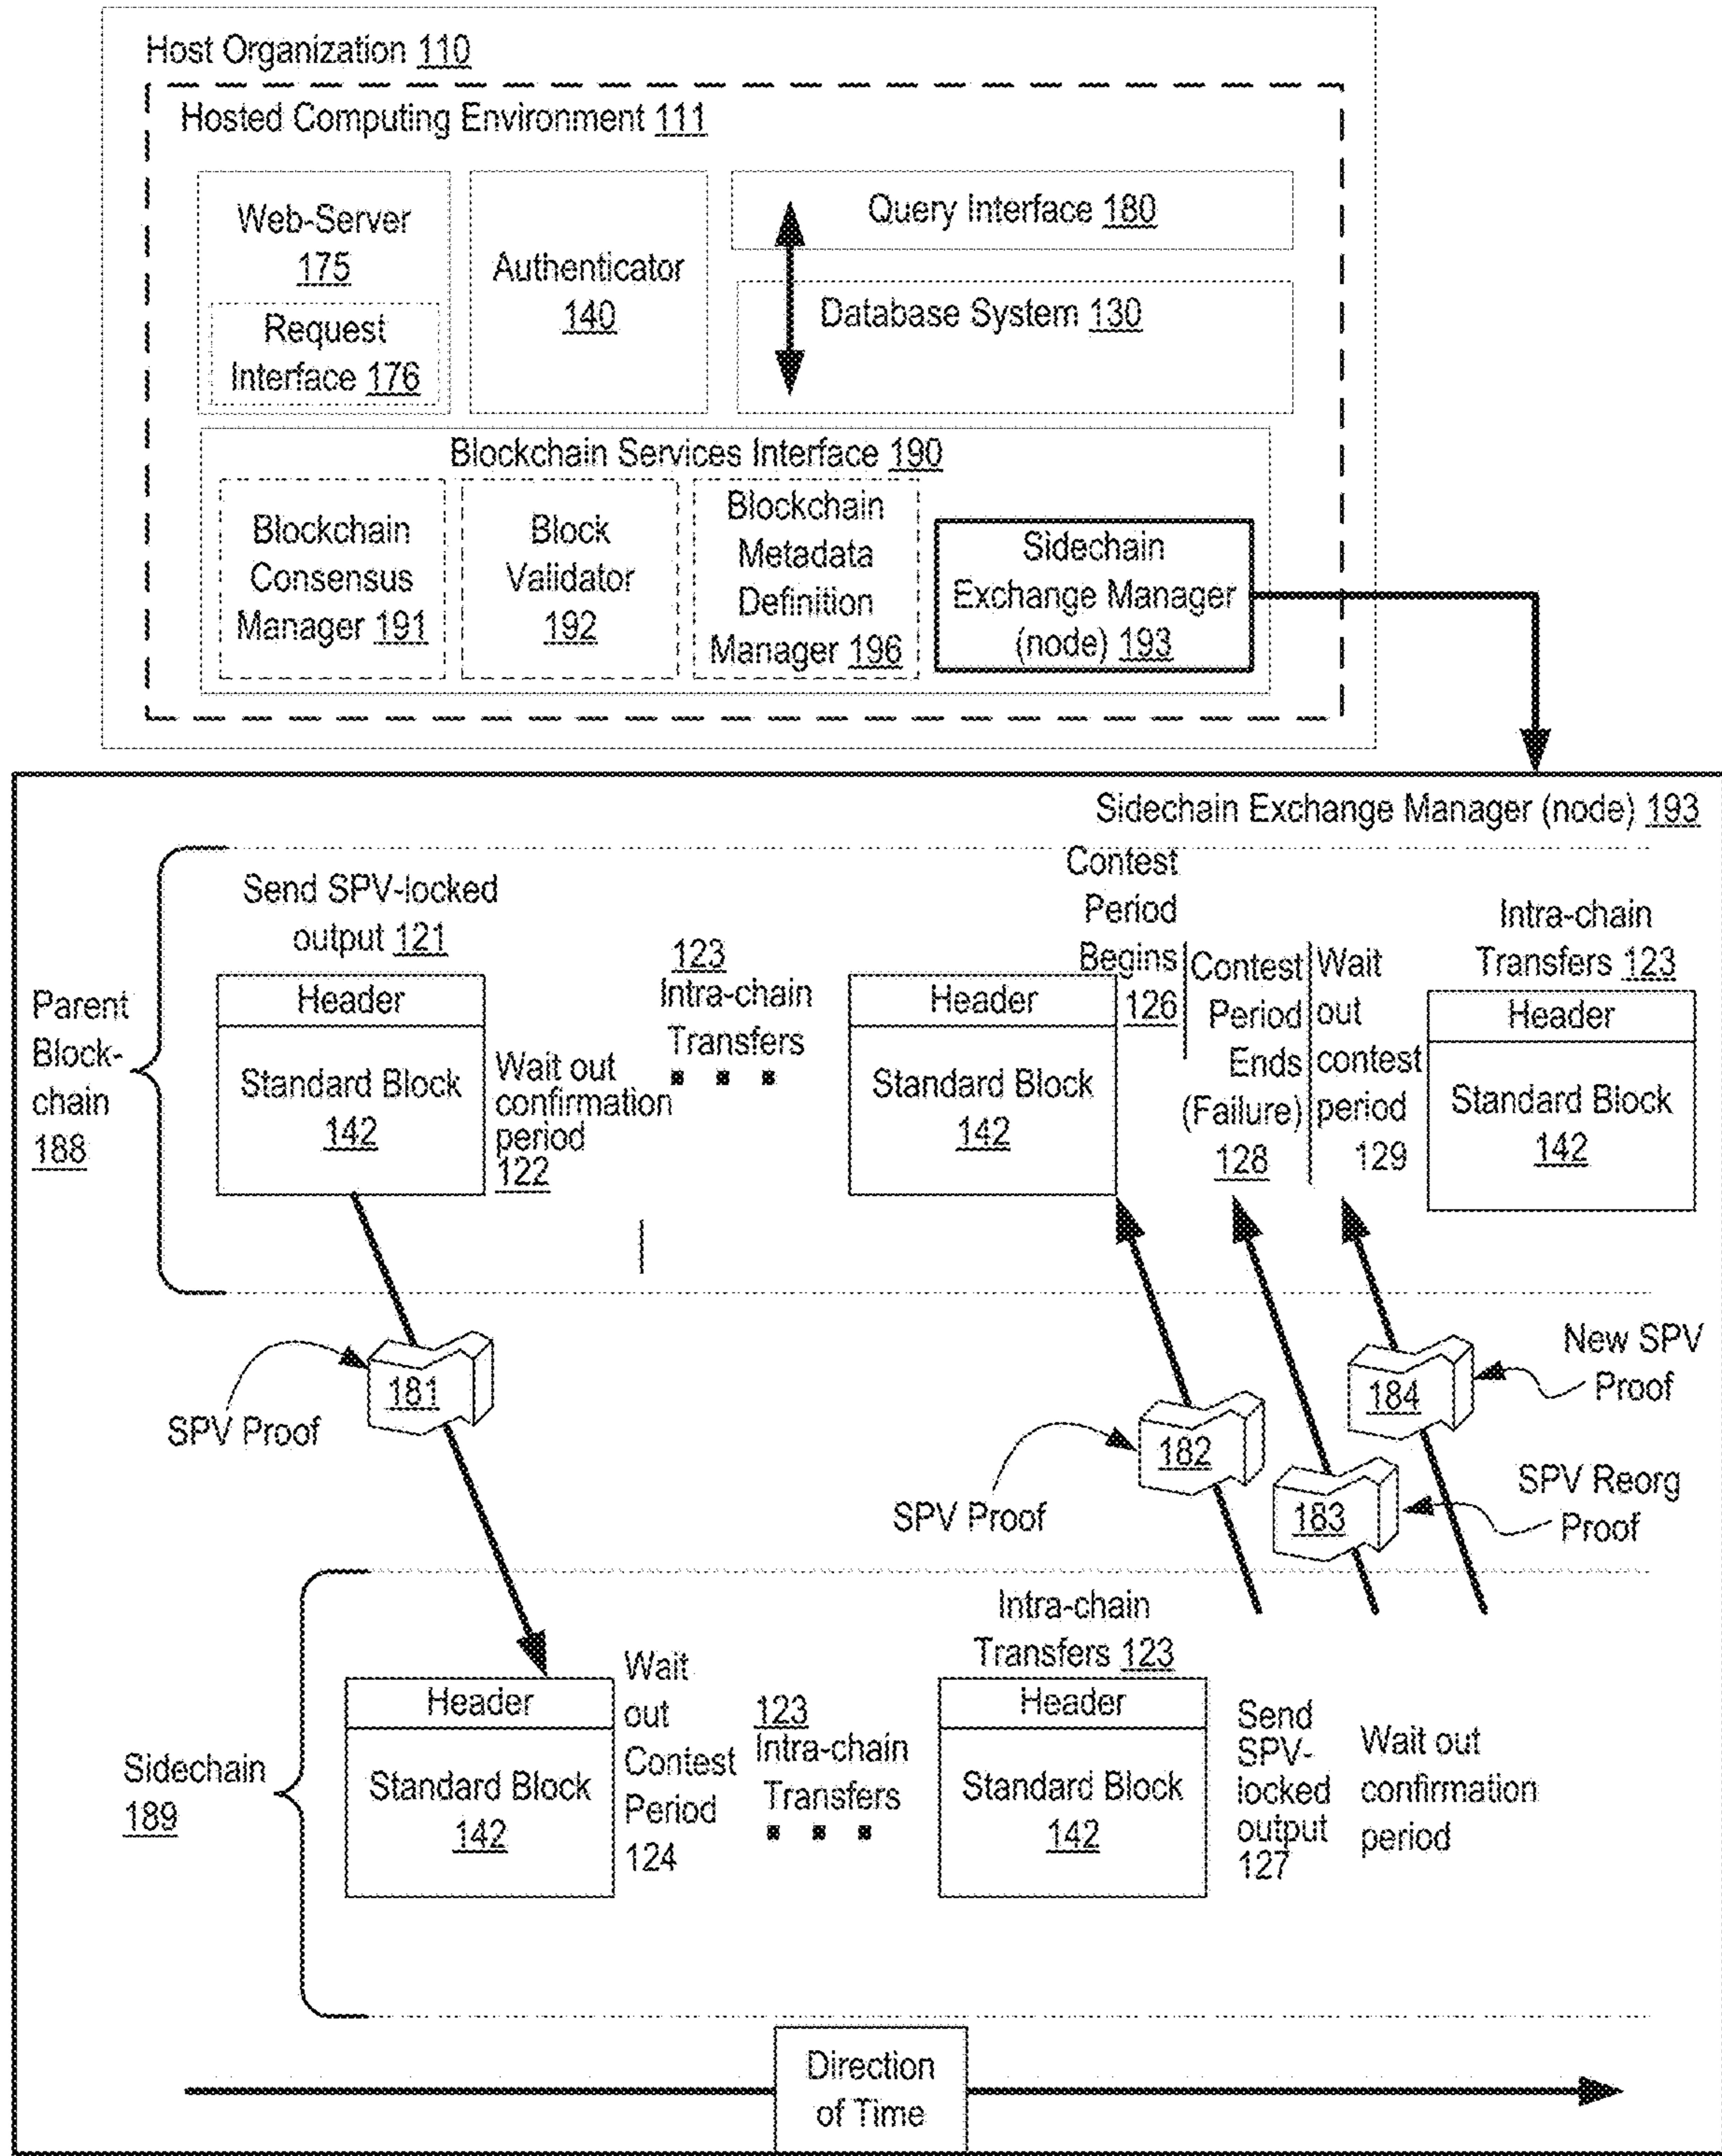 Host Organization 110
Hosted Computing Environment 111
Web-Server
175
Request
Interface 176
Authenticator
140
Query Interface 180
Database System 130
Blockchain Services Interface 190
Blockchain
Consensus
Manager 191
Block
Validator
192
Blockchain
Metadata
Definition
Manager 196
Sidechain
Exchange Manager
(node) 193
Sidechain Exchange Manager (node) 193
Parent
Block-
chain
188
Send SPV-locked
output 121
Header
Standard Block
142
Wait out
confirmation
period
122
123
Intra-chain
Transfers
Header
Standard Block
142
Contest
Period
Begins
126
Contest
Period
Ends
(Failure)
128
Wait
out
contest
period
129
Intra-chain
Transfers 123
Header
Standard Block
142
SPV Proof
181
SPV Proof
182
183
184
New SPV
Proof
SPV Reorg
Proof
Sidechain
189
Header
Standard Block
142
Wait
out
Contest
Period
124
123
Intra-chain
Transfers
Intra-chain
Transfers 123
Header
Standard Block
142
Send
SPV-
locked
output
127
Wait out
confirmation
period
Direction
of Time